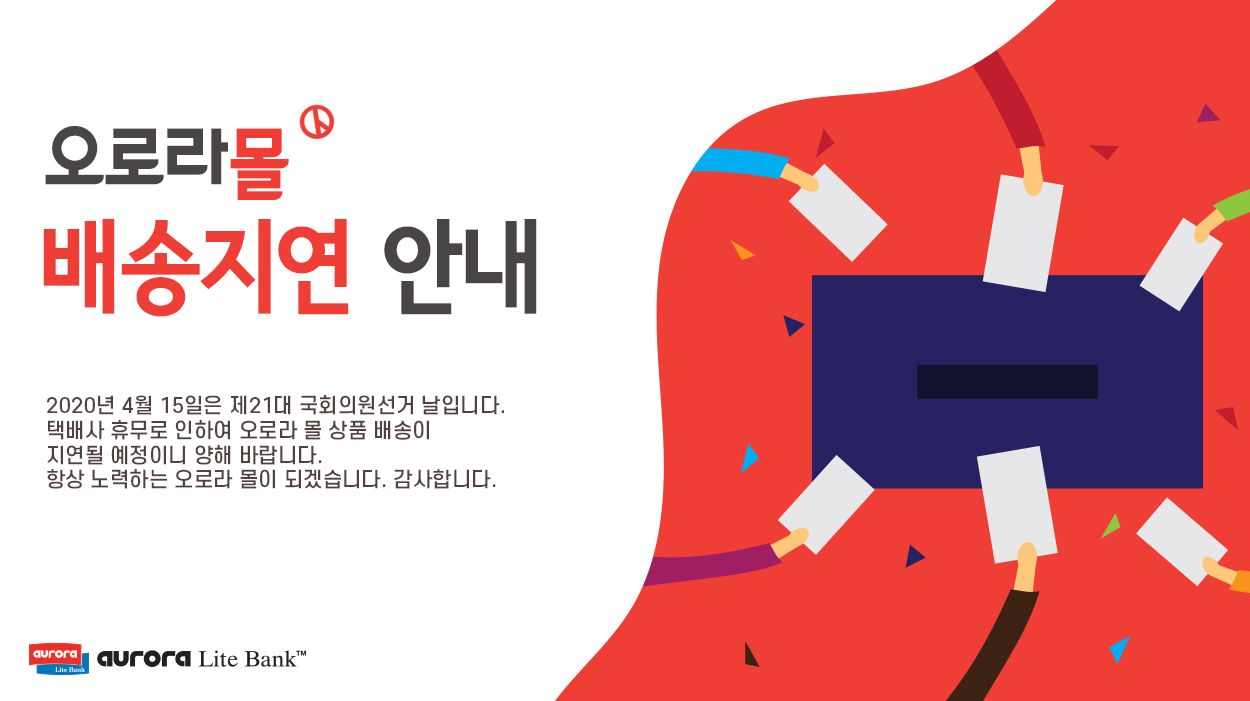 오로라몰
배송지연 안내
2020년 4월 15일은 제21대 국회의원선거 날입니다.
택배사 휴무로 인하여 오로라 몰 상품 배송이
지연될 예정이니 양해 바랍니다.
항상 노력하는 오로라 몰이 되겠습니다. 감사합니다.
aurora
Lite Bank
aurora Lite Bank™